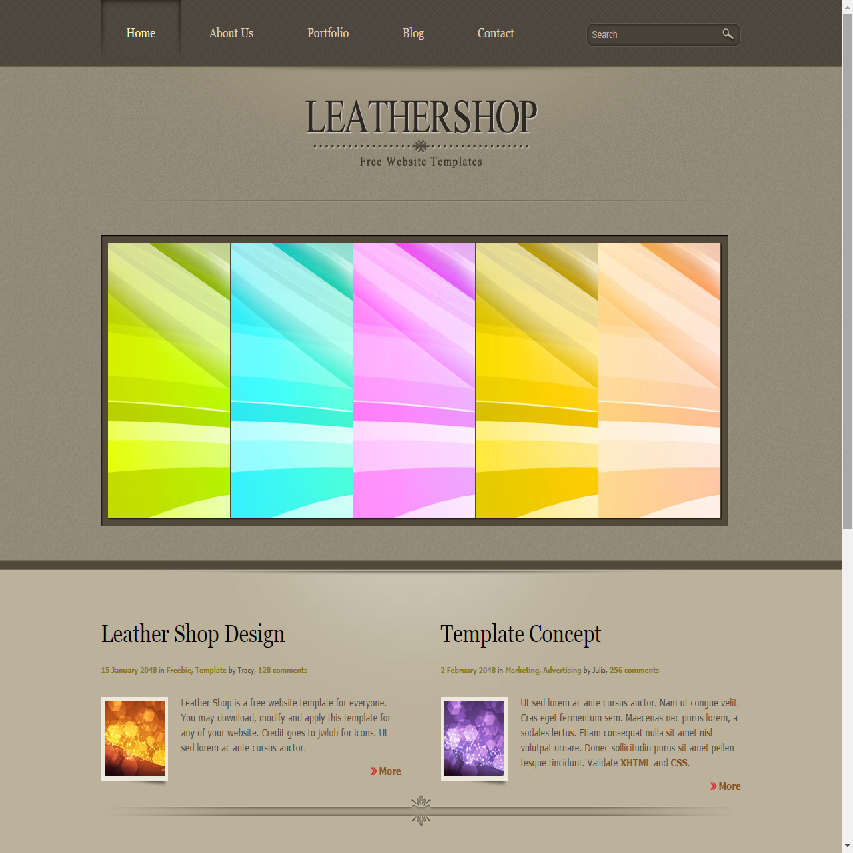 Home About Us Portfolio Blog Contact Search
LEATHERSHOP
Free Website Templates
Leather Shop Design
15 January 2048 in Freebie, Template by Tracy, 128 comments
Leather Shop is a free website template for everyone.
You may download, modify and apply this template for
any of your website. Credit goes to jwloh for icons. Ut
sed lorem ac ante cursus auctor.
More
Template Concept
2 February 2048 in Marketing, Advertising by Julia, 256 comments
Ut sed lorem ac ante cursus auctor. Nam ut congue velit.
Cras eget fermentum sem. Maecenas nec purus lorem, a
sodales lectus. Etiam consequat nulla sit amet nisl
volutpat ornare. Donec sollicitudin purus sit amet pellen
tesque tincidunt. Validate XHTML and CSS.
More